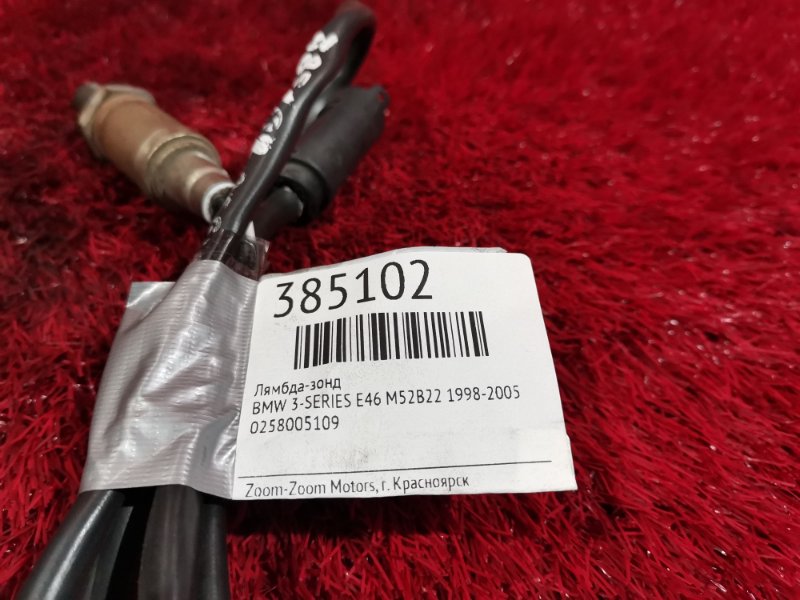 385102
Лямбда-зонд
BMW 3-SERIES E46 M52B22 1998-2005
0258005109
Zoom-Zoom Motors, г. Красноярск